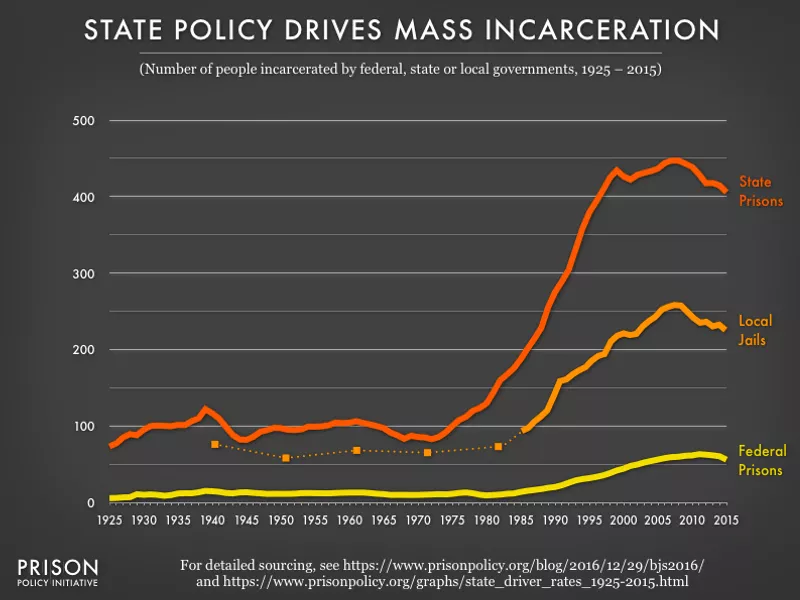 STATE POLICY DRIVES MASS INCARCERATION
(Number of people incarcerated by federal, state or local governments, 1925 – 2015)
500
400
300
200
100
0
State
Prisons
Local
Jails
Federal
Prisons
1925 1930 1935 1940 1945 1950 1955 1960 1965 1970 1975 1980 1985 1990 1995 2000 2005 2010 2015
PRISON
POLICY INITIATIVE
For detailed sourcing, see https://www.prisonpolicy.org/blog/2016/12/29/bjs2016/
and https://www.prisonpolicy.org/graphs/state_driver_rates_1925-2015.html